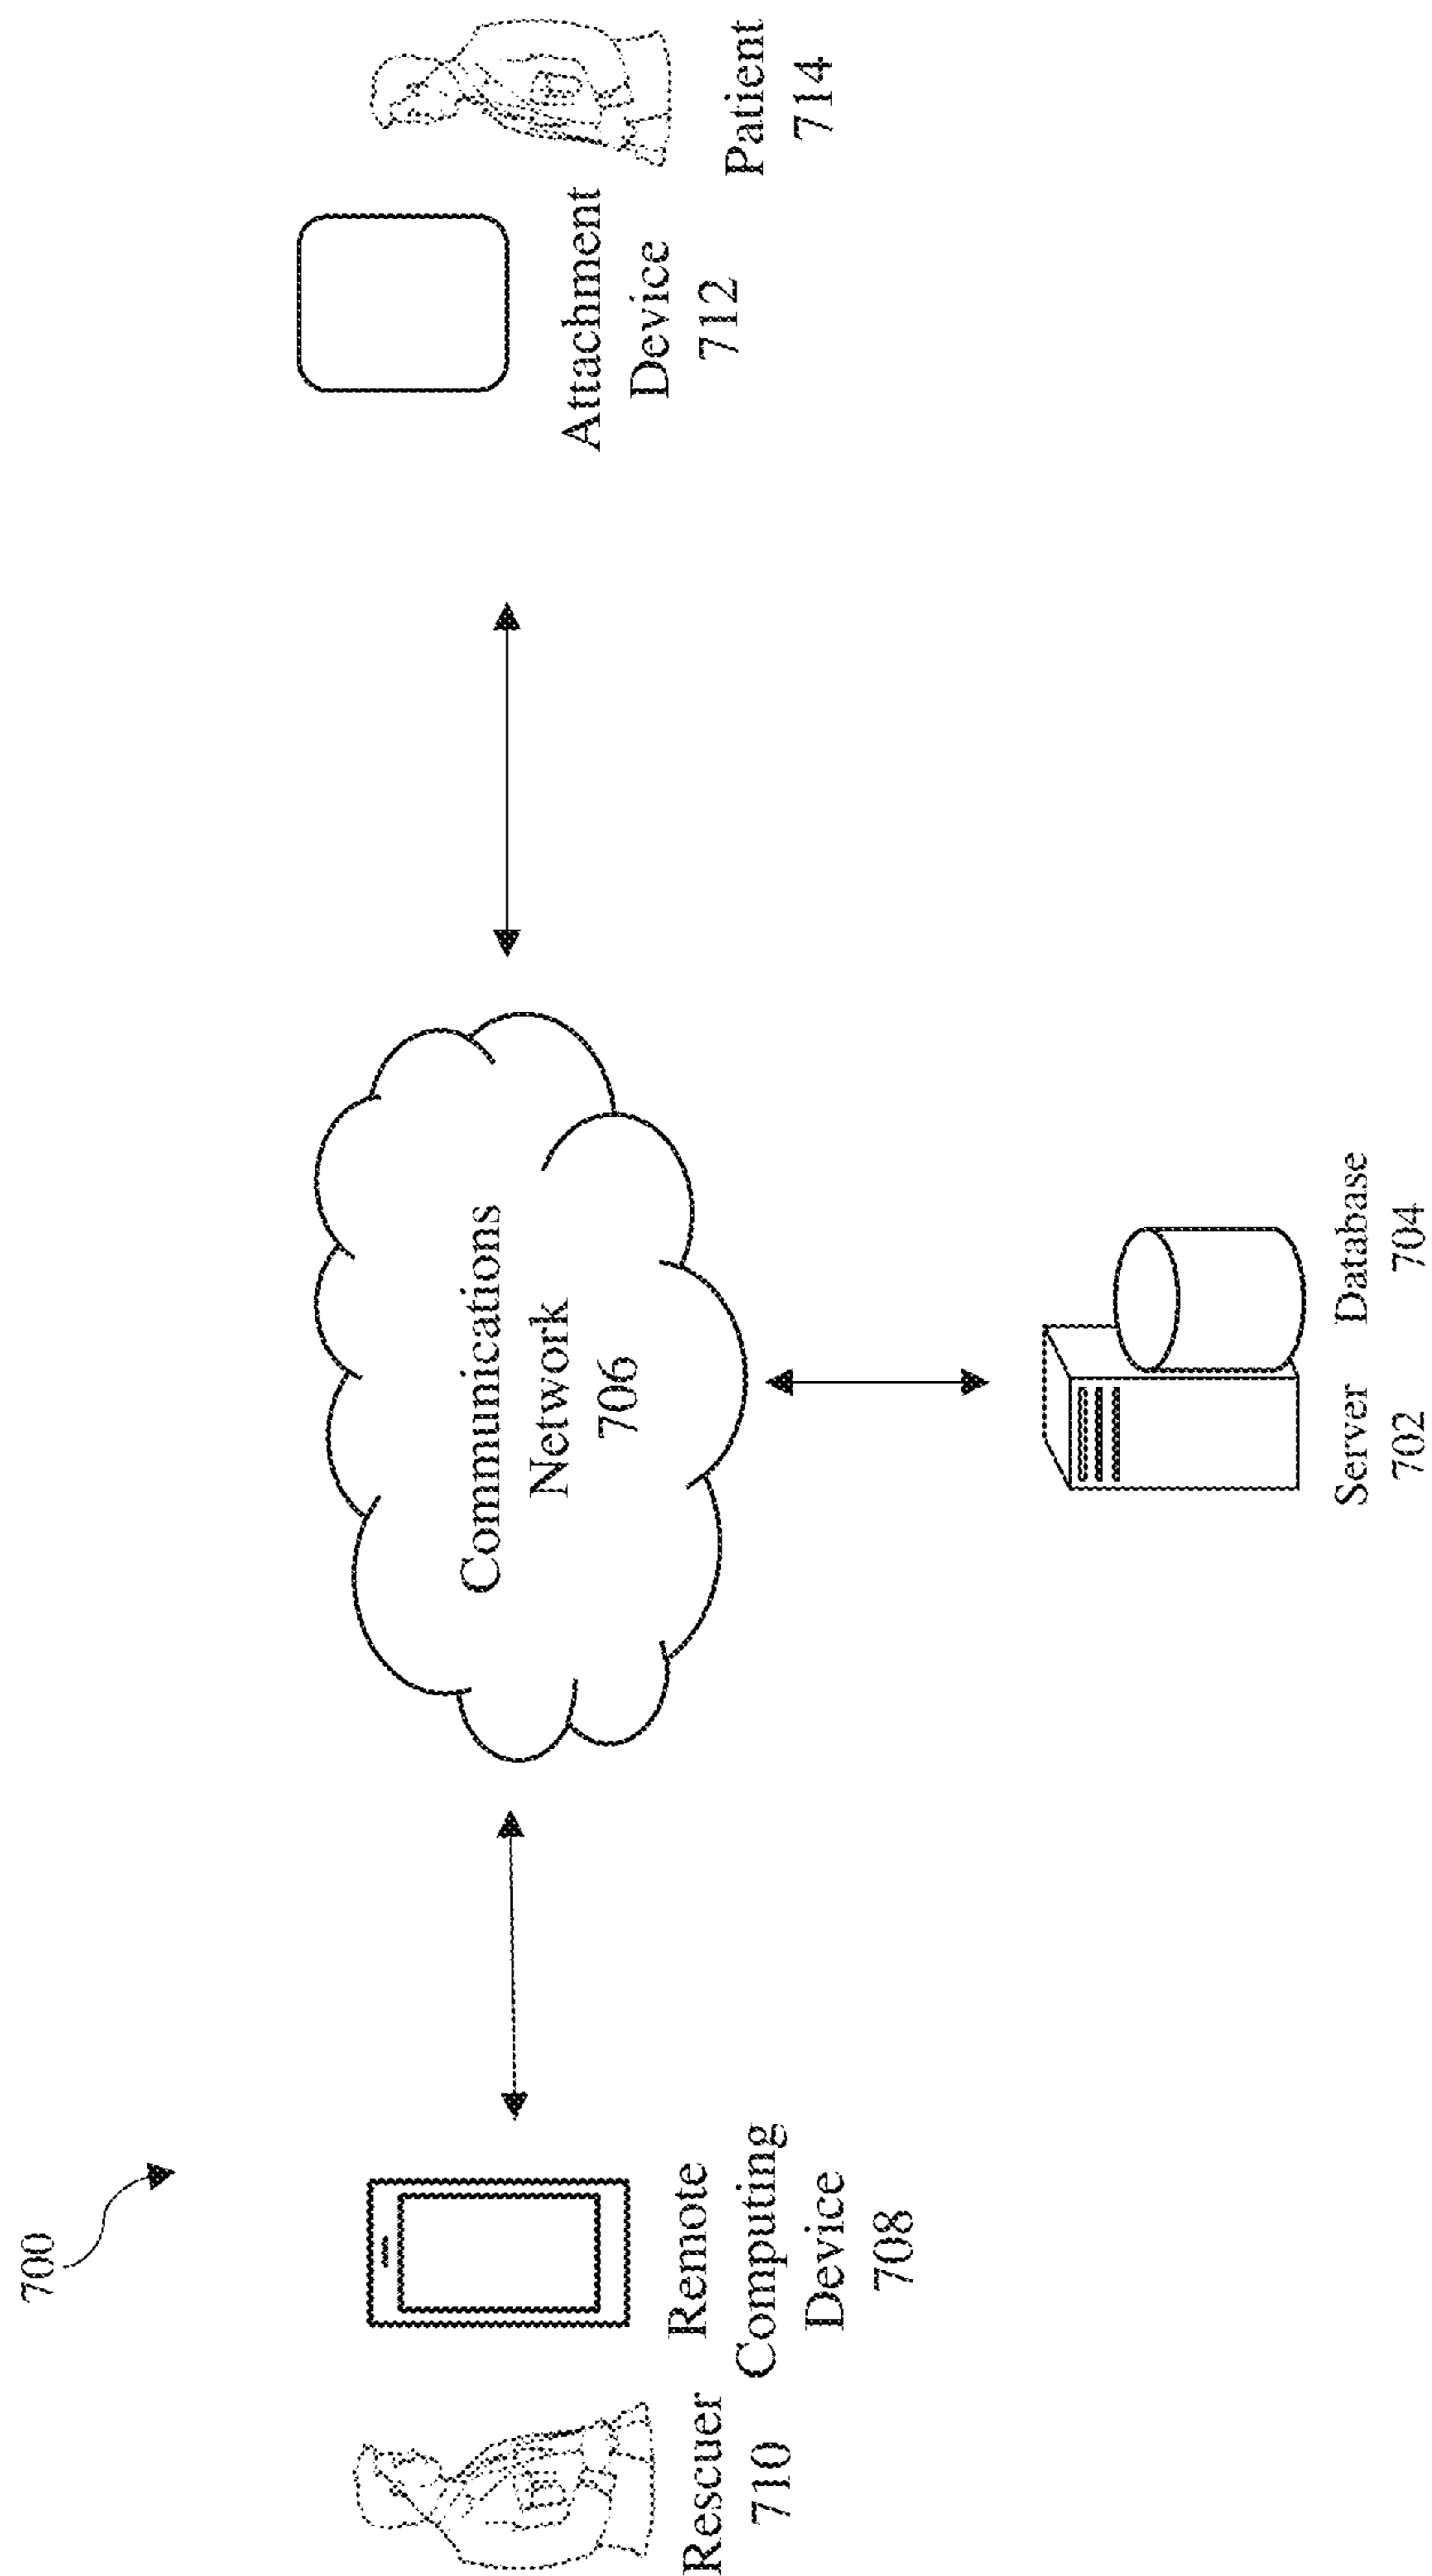 700
Rescuer
710
Remote
Computing
Device
708
Communications
Network
706
Server
702
Database
704
Attachment
Device
712
Patient
714